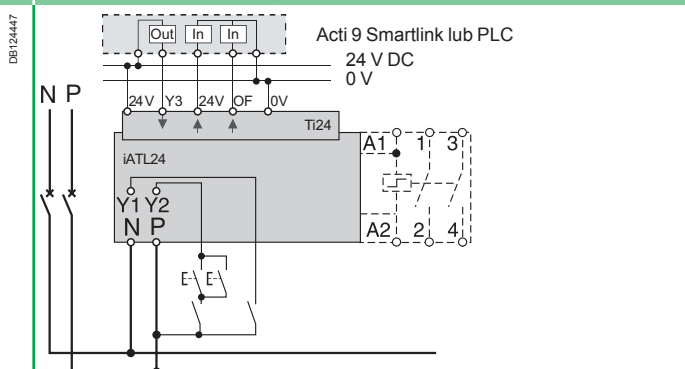 DB124447
Out In In
Acti 9 Smartlink lub PLC
24 V DC
0 V
N P
24 V Y3 24V OF 0V
Ti24
iATL24
A1 1 3
Y1 Y2
N P
A2 2 4
E E